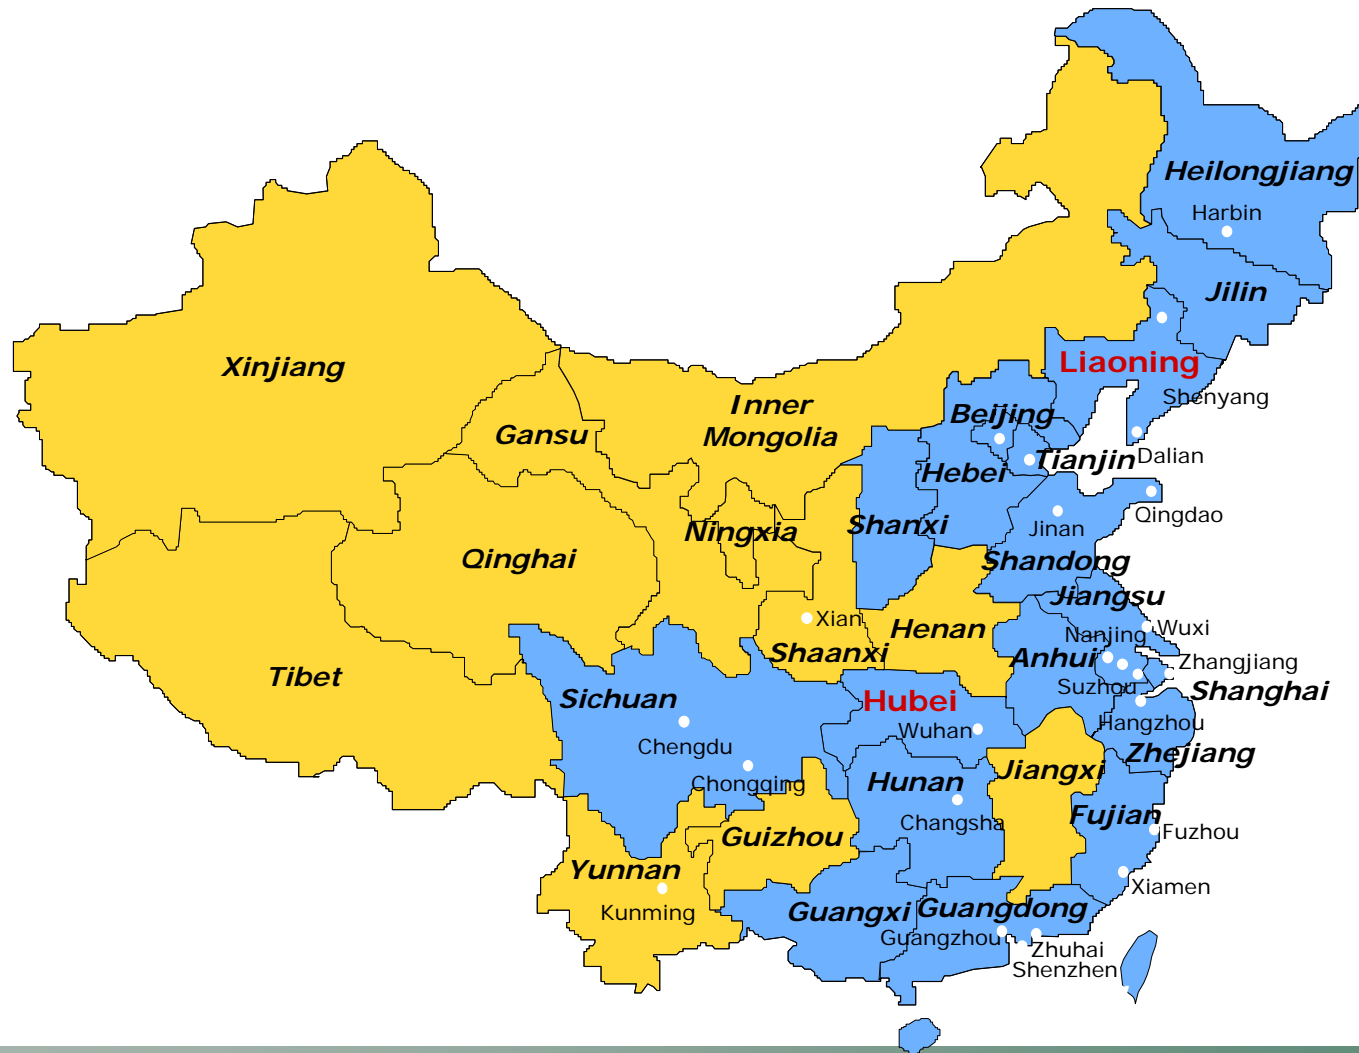 Heilongjiang
Harbin
Jilin
Liaoning
Shenyang
Xinjiang
Inner
Mongolia
Gansu
Beijing
Tianjin
Dalian
Hebei
Qingdao
Jinan
Shanxi
Ningxia
Qinghai
Shandong
Jiangsu
Xian
Henan
Nanjing
Wuxi
Shaanxi
Anhui
Zhangjiang
Tibet
Suzhou
Shanghai
Sichuan
Hubei
Wuhan
Hangzhou
Chengdu
Zhejiang
Chongqing
Hunan
Jiangxi
Changsha
Fujian
Fuzhou
Guizhou
Yunnan
Xiamen
Kunming
Guangxi
Guangdong
Guangzhou
Zhuhai
Shenzhen